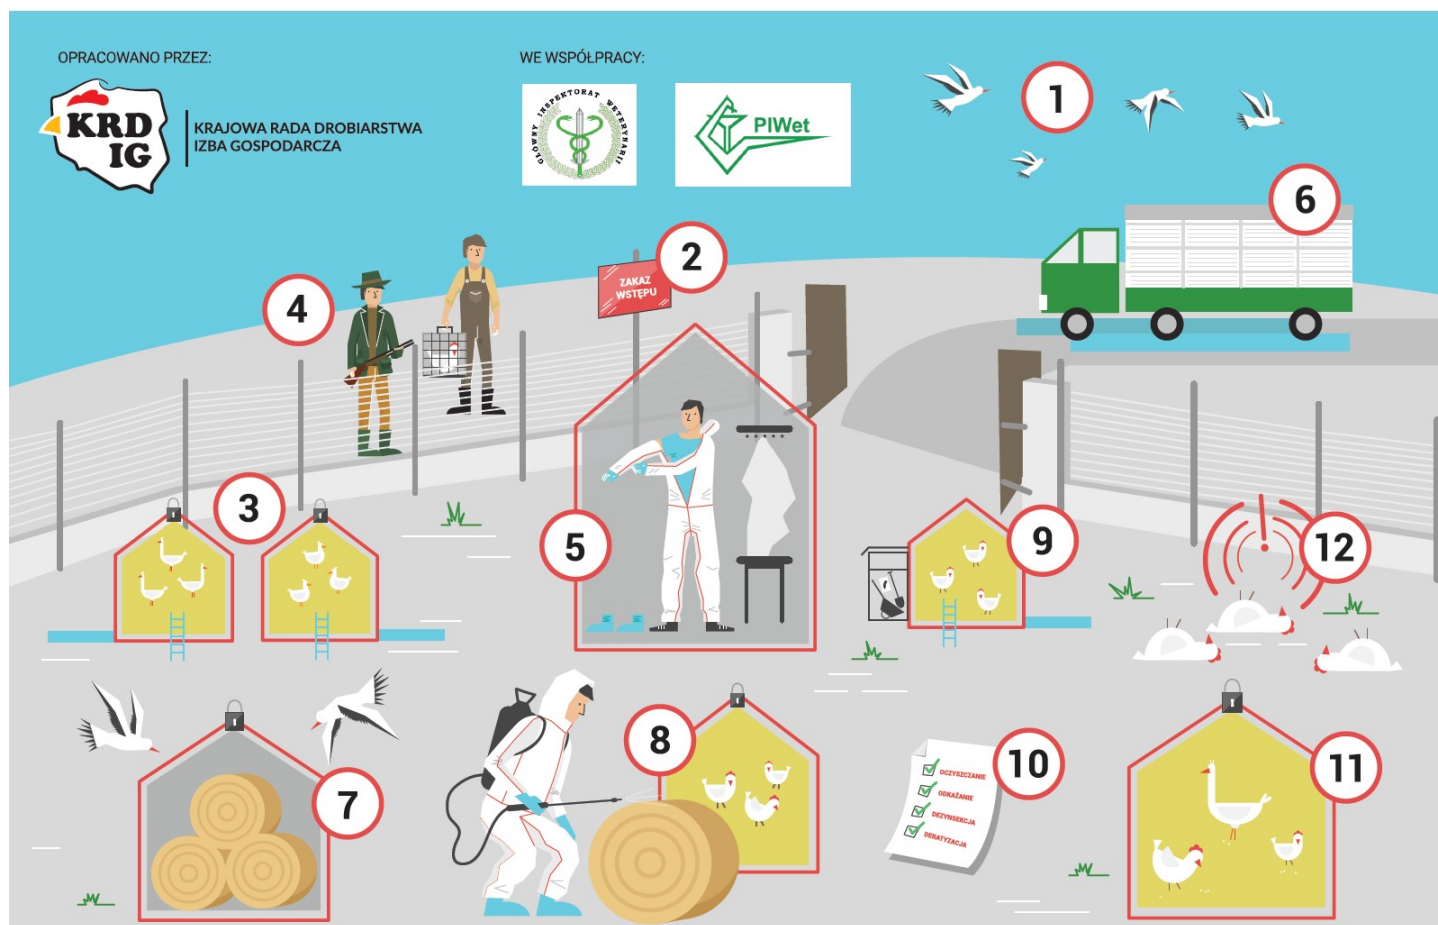 OPRACOWANO PRZEZ:
WE WSPÓŁPRACY:
KRD
IG
KRAJOWA RADA DROBIARSTWA
IZBA GOSPODARCZA
GŁÓWNY INSPEKTORAT WETERYNARII
PIWet
1
6
2
ZAKAZ
WSTĘPU
4
3
5
9
12
7
8
10
OCZYSZCZANIE
ODKAŻANIE
DEZYNSEKCJA
DERATYZACJA
11